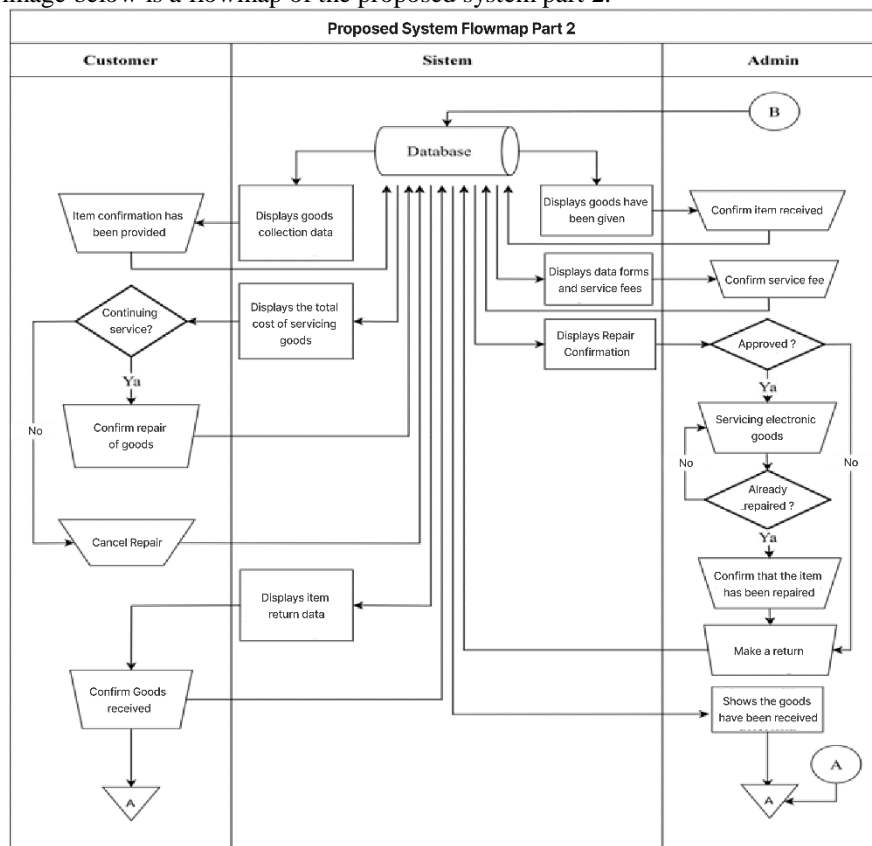 image below is a flowmap of the proposed system part 2.
Proposed System Flowmap Part 2
Customer
Sistem
Admin
B
Database
Item confirmation has
been provided
Displays goods
collection data
Displays goods have
been given
Confirm item received
Displays data forms
and service fees
Confirm service fee
Continuing
service?
Displays the total
cost of servicing
goods
Displays Repair
Confirmation
Approved ?
Ya
Ya
Confirm repair
of goods
Servicing electronic
goods
No
No
No
Already
repaired ?
Ya
Cancel Repair
Confirm that the item
has been repaired
Displays item
return data
Make a return
Confirm Goods
received
Shows the goods
have been received
A
A
A